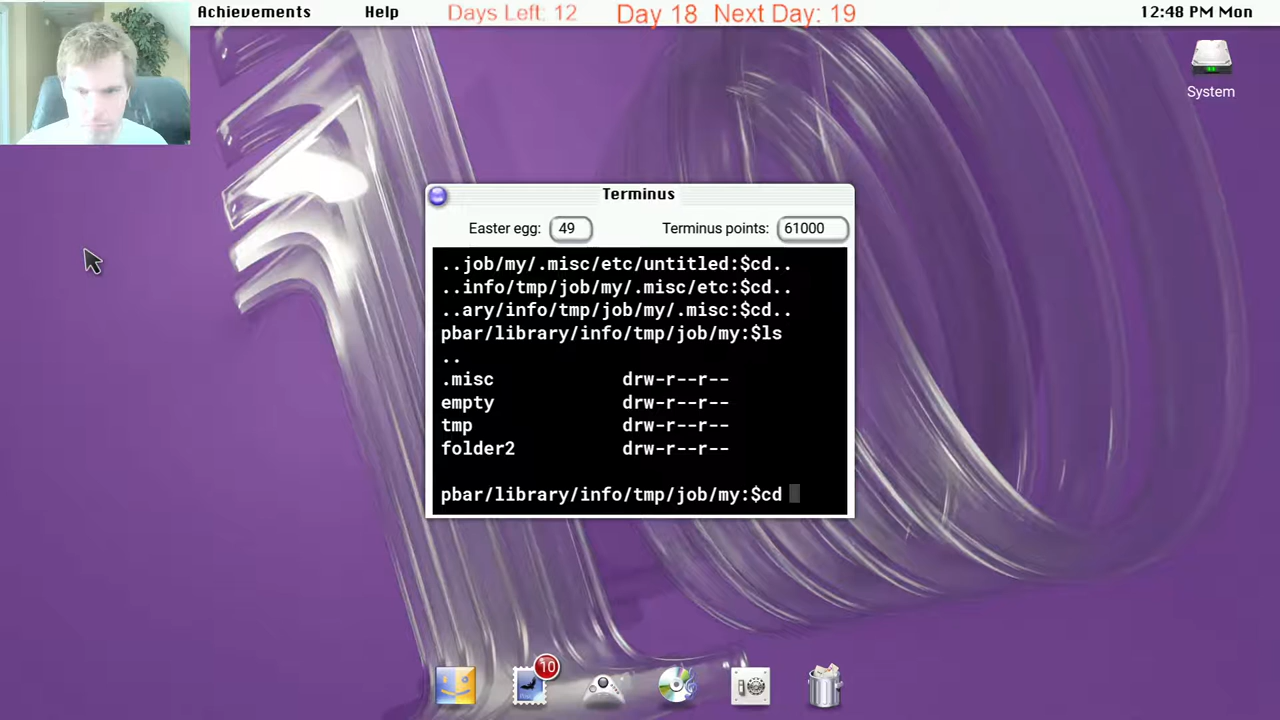 Achievements Help Days Left: 12 Day 18 Next Day: 19 12:48 PM Mon
System
Terminus
Easter egg: 49 Terminus points: 61000
..job/my/.misc/etc/untitled:$cd..
..info/tmp/job/my/.misc/etc:$cd..
..ary/info/tmp/job/my/.misc:$cd..
pbar/library/info/tmp/job/my:$ls
..
.misc drw-r--r--
empty drw-r--r--
tmp drw-r--r--
folder2 drw-r--r--
pbar/library/info/tmp/job/my:$cd
10